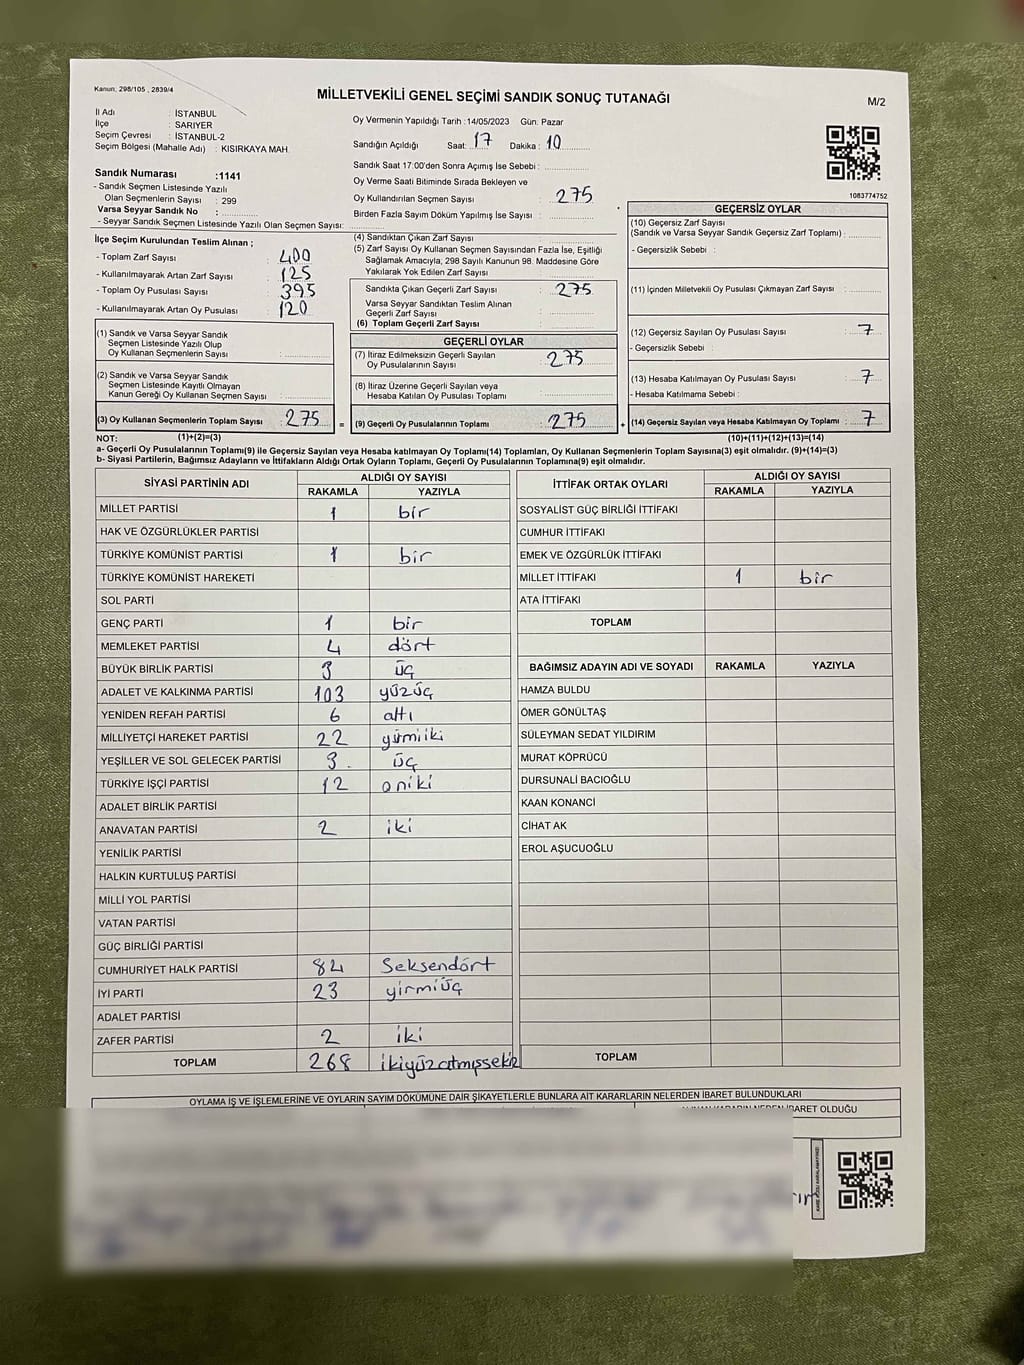 Kanun; 298/105 , 2839/4
MİLLETVEKİLİ GENEL SEÇİMİ SANDIK SONUÇ TUTANAĞI
M/2
İl Adı : İSTANBUL
İlçe : SARIYER
Seçim Çevresi : İSTANBUL-2
Seçim Bölgesi (Mahalle Adı) : KISIRKAYA MAH.
Sandık Numarası :1141
- Sandık Seçmen Listesinde Yazılı
Olan Seçmenlerin Sayısı : 299
Varsa Seyyar Sandık No :
- Seyyar Sandık Seçmen Listesinde Yazılı Olan Seçmen Sayısı:
Oy Vermenin Yapıldığı Tarih :14/05/2023 Gün: Pazar
Sandığın Açıldığı Saat: 17 Dakika : 10
Sandık Saat 17:00'den Sonra Açımış İse Sebebi :
Oy Verme Saati Bitiminde Sırada Bekleyen ve
Oy Kullandırılan Seçmen Sayısı : 275
Birden Fazla Sayım Döküm Yapılmış İse Sayısı :
1083774752
İlçe Seçim Kurulundan Teslim Alınan ;
- Toplam Zarf Sayısı : 400
- Kullanılmayarak Artan Zarf Sayısı : 125
- Toplam Oy Pusulası Sayısı : 395
- Kullanılmayarak Artan Oy Pusulası : 120
(1) Sandık ve Varsa Seyyar Sandık
Seçmen Listesinde Yazılı Olup
Oy Kullanan Seçmenlerin Sayısı :
(2) Sandık ve Varsa Seyyar Sandık
Seçmen Listesinde Kayıtlı Olmayan
Kanun Gereği Oy Kullanan Seçmen Sayısı :
(3) Oy Kullanan Seçmenlerin Toplam Sayısı : 275 =
(4) Sandıktan Çıkan Zarf Sayısı :
(5) Zarf Sayısı Oy Kullanan Seçmen Sayısından Fazla İse, Eşitliği
Sağlamak Amacıyla; 298 Sayılı Kanunun 98. Maddesine Göre
Yakılarak Yok Edilen Zarf Sayısı :
Sandıkta Çıkan Geçerli Zarf Sayısı : 275
Varsa Seyyar Sandıktan Teslim Alınan
Geçerli Zarf Sayısı :
(6) Toplam Geçerli Zarf Sayısı :
GEÇERLİ OYLAR
(7) İtiraz Edilmeksizin Geçerli Sayılan
Oy Pusulalarının Sayısı : 275
(8) İtiraz Üzerine Geçerli Sayılan veya
Hesaba Katılan Oy Pusulası Toplamı :
(9) Geçerli Oy Pusulalarının Toplamı : 275 +
GEÇERSİZ OYLAR
(10) Geçersiz Zarf Sayısı
(Sandık ve Varsa Seyyar Sandık Geçersiz Zarf Toplamı) :
- Geçersizlik Sebebi :
(11) İçinden Milletvekili Oy Pusulası Çıkmayan Zarf Sayısı :
(12) Geçersiz Sayılan Oy Pusulası Sayısı : 7
- Geçersizlik Sebebi :
(13) Hesaba Katılmayan Oy Pusulası Sayısı : 7
- Hesaba Katılmama Sebebi :
(14) Geçersiz Sayılan veya Hesaba Katılmayan Oy Toplamı : 7
NOT: (1)+(2)=(3) (10)+(11)+(12)+(13)=(14)
a- Geçerli Oy Pusulalarının Toplamı(9) ile Geçersiz Sayılan veya Hesaba katılmayan Oy Toplamı(14) Toplamları, Oy Kullanan Seçmenlerin Toplam Sayısına(3) eşit olmalıdır. (9)+(14)=(3)
b- Siyasi Partilerin, Bağımsız Adayların ve İttifakların Aldığı Ortak Oyların Toplamı, Geçerli Oy Pusulalarının Toplamına(9) eşit olmalıdır.
SİYASİ PARTİNİN ADI ALDIĞI OY SAYISI
RAKAMLA YAZIYLA
MİLLET PARTİSİ 1 bir
HAK VE ÖZGÜRLÜKLER PARTİSİ
TÜRKİYE KOMÜNİST PARTİSİ 1 bir
TÜRKİYE KOMÜNİST HAREKETİ
SOL PARTİ
GENÇ PARTİ 1 bir
MEMLEKET PARTİSİ 4 dört
BÜYÜK BİRLİK PARTİSİ 3 üç
ADALET VE KALKINMA PARTİSİ 103 yüzüç
YENİDEN REFAH PARTİSİ 6 altı
MİLLİYETÇİ HAREKET PARTİSİ 22 yirmiiki
YEŞİLLER VE SOL GELECEK PARTİSİ 3 üç
TÜRKİYE İŞÇİ PARTİSİ 12 oniki
ADALET BİRLİK PARTİSİ
ANAVATAN PARTİSİ 2 iki
YENİLİK PARTİSİ
HALKIN KURTULUŞ PARTİSİ
MİLLİ YOL PARTİSİ
VATAN PARTİSİ
GÜÇ BİRLİĞİ PARTİSİ
CUMHURİYET HALK PARTİSİ 84 Seksendört
İYİ PARTİ 23 yirmiüç
ADALET PARTİSİ
ZAFER PARTİSİ 2 iki
TOPLAM 268 ikiyüzatmışsekiz
İTTİFAK ORTAK OYLARI ALDIĞI OY SAYISI
RAKAMLA YAZIYLA
SOSYALİST GÜÇ BİRLİĞİ İTTİFAKI
CUMHUR İTTİFAKI
EMEK VE ÖZGÜRLÜK İTTİFAKI
MİLLET İTTİFAKI 1 bir
ATA İTTİFAKI
TOPLAM
BAĞIMSIZ ADAYIN ADI VE SOYADI RAKAMLA YAZIYLA
HAMZA BULDU
ÖMER GÖNÜLTAŞ
SÜLEYMAN SEDAT YILDIRIM
MURAT KÖPRÜCÜ
DURSUNALİ BACIOĞLU
KAAN KONANCİ
CİHAT AK
EROL AŞUCUOĞLU
TOPLAM
OYLAMA İŞ VE İŞLEMLERİNE VE OYLARIN SAYIM DÖKÜMÜNE DAİR ŞİKAYETLERLE BUNLARA AİT KARARLARIN NELERDEN İBARET BULUNDUKLARI
İBARET OLDUĞU